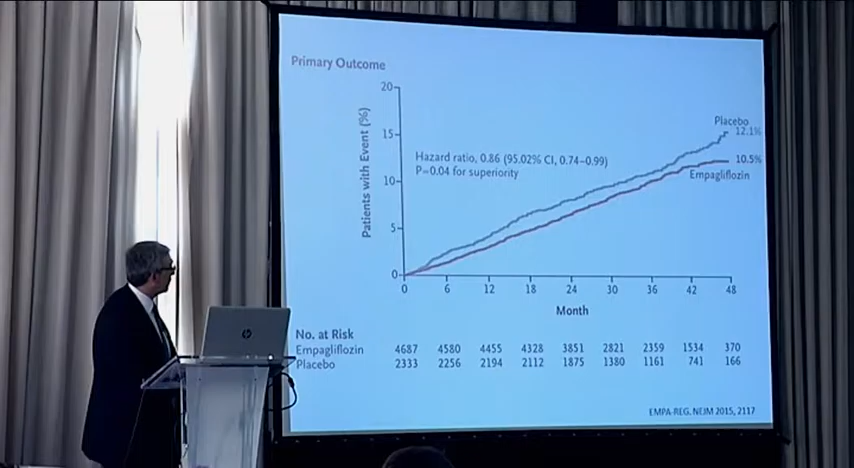 Primary Outcome
20
15
10
5
0
Patients with Event (%)
Hazard ratio, 0.86 (95.02% CI, 0.74–0.99)
P=0.04 for superiority
Placebo
12.1%
10.5%
Empagliflozin
0 6 12 18 24 30 36 42 48
Month
No. at Risk
Empagliflozin 4687 4580 4455 4328 3851 2821 2359 1534 370
Placebo 2333 2256 2194 2112 1875 1380 1161 741 166
EMPA-REG. NEJM 2015, 2117
hp